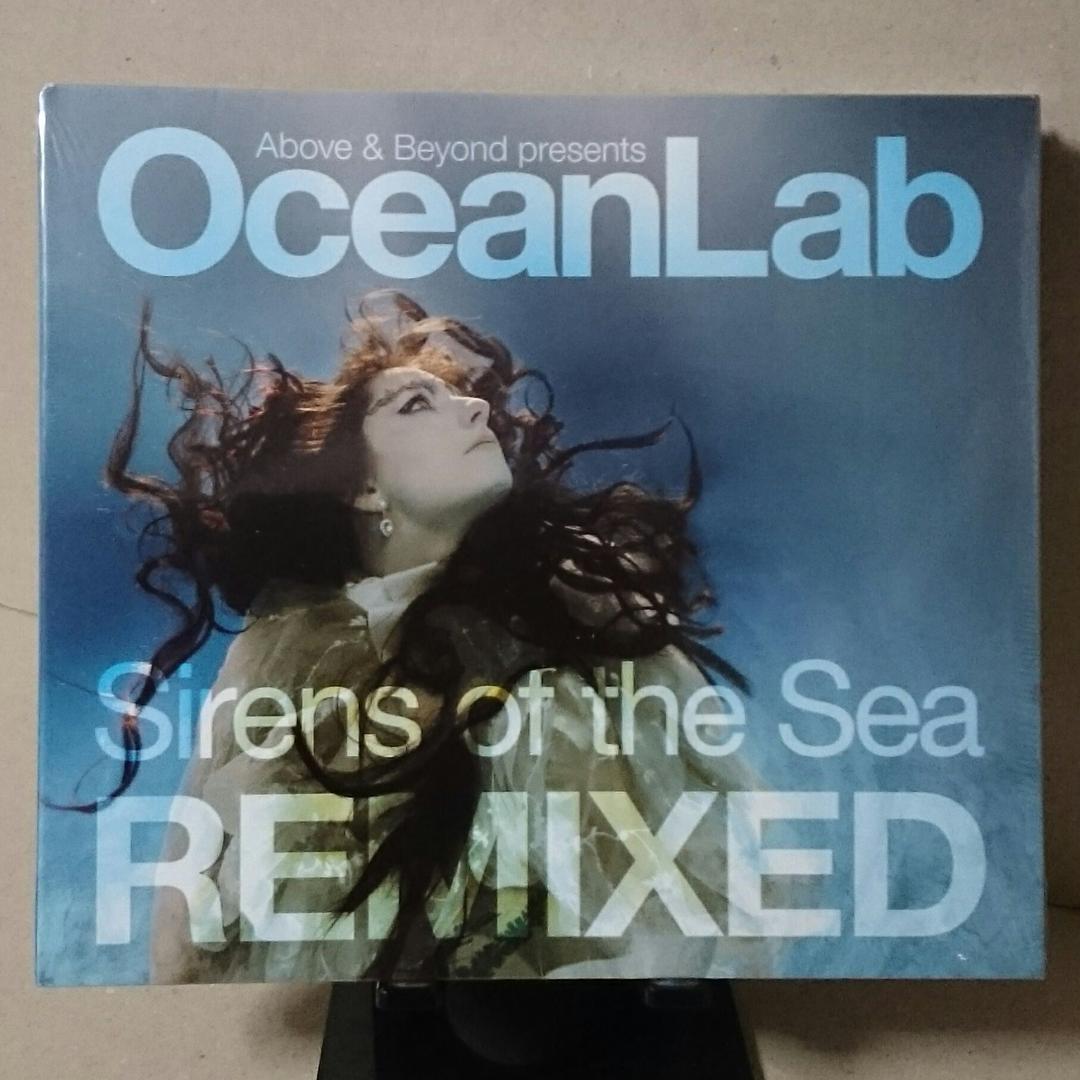 Above & Beyond presents
OceanLab
Sirens of the Sea
REMIXED